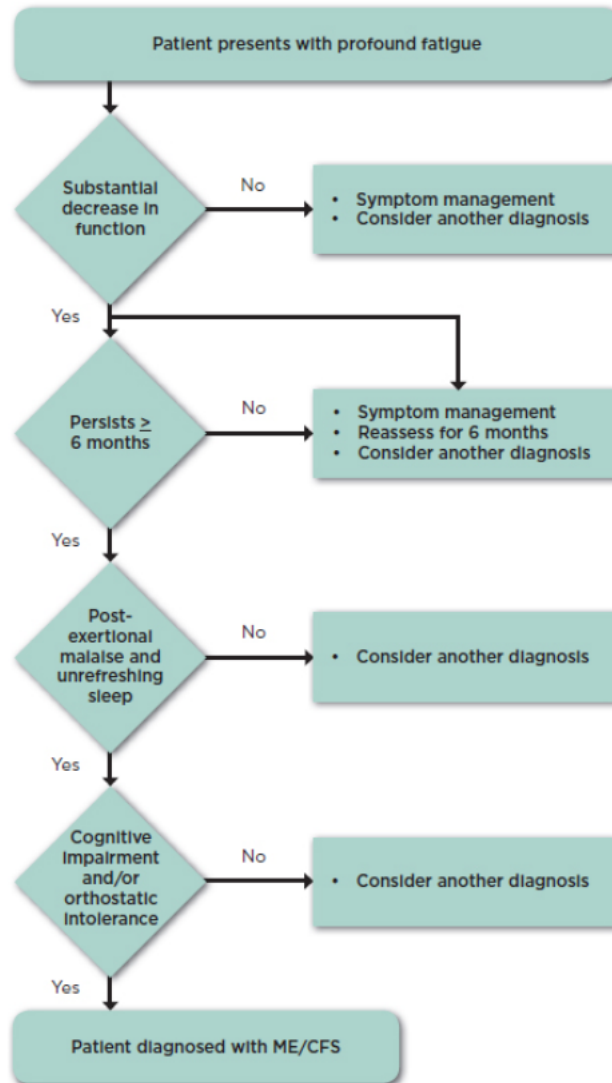 Patient presents with profound fatigue
Substantial
decrease in
function
No
• Symptom management
• Consider another diagnosis
Yes
Persists ≥
6 months
No
• Symptom management
• Reassess for 6 months
• Consider another diagnosis
Yes
Post-
exertional
malaise and
unrefreshing
sleep
No
• Consider another diagnosis
Yes
Cognitive
impairment
and/or
orthostatic
intolerance
No
• Consider another diagnosis
Yes
Patient diagnosed with ME/CFS